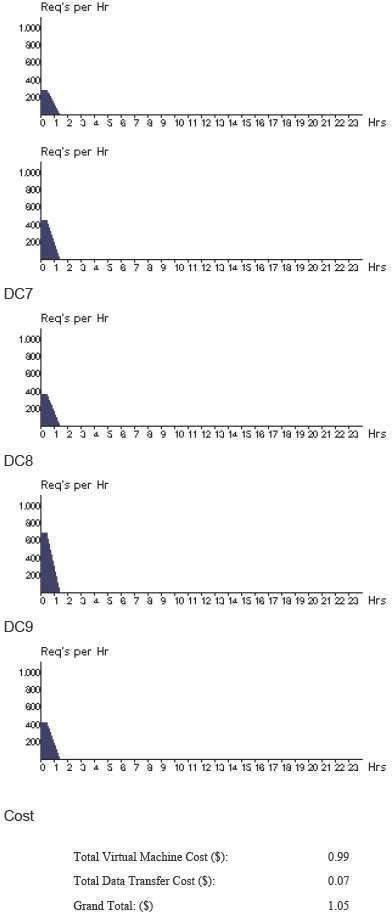 Req's per Hr
1,000
800
600
400
200
0 1 2 3 4 5 6 7 8 9 10 11 12 13 14 15 16 17 18 19 20 21 22 23 Hrs
Req's per Hr
1,000
800
600
400
200
0 1 2 3 4 5 6 7 8 9 10 11 12 13 14 15 16 17 18 19 20 21 22 23 Hrs
DC7
Req's per Hr
1,000
800
600
400
200
0 1 2 3 4 5 6 7 8 9 10 11 12 13 14 15 16 17 18 19 20 21 22 23 Hrs
DC8
Req's per Hr
1,000
800
600
400
200
0 1 2 3 4 5 6 7 8 9 10 11 12 13 14 15 16 17 18 19 20 21 22 23 Hrs
DC9
Req's per Hr
1,000
800
600
400
200
0 1 2 3 4 5 6 7 8 9 10 11 12 13 14 15 16 17 18 19 20 21 22 23 Hrs
Cost
Total Virtual Machine Cost ($): 0.99
Total Data Transfer Cost ($): 0.07
Grand Total: ($) 1.05